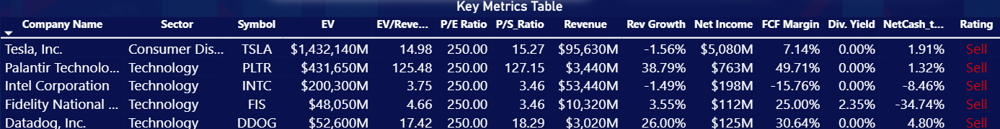 Key Metrics Table
Company Name Sector Symbol EV EV/Reve... P/E Ratio P/S_Ratio Revenue Rev Growth Net Income FCF Margin Div. Yield NetCash_t... Rating
Tesla, Inc. Consumer Dis... TSLA $1,432,140M 14.98 250.00 15.27 $95,630M -1.56% $5,080M 7.14% 0.00% 1.91% Sell
Palantir Technolo... Technology PLTR $431,650M 125.48 250.00 127.15 $3,440M 38.79% $763M 49.71% 0.00% 1.32% Sell
Intel Corporation Technology INTC $200,300M 3.75 250.00 3.46 $53,440M -1.49% $198M -15.76% 0.00% -8.46% Sell
Fidelity National ... Technology FIS $48,050M 4.66 250.00 3.46 $10,320M 3.55% $112M 25.00% 2.35% -34.74% Sell
Datadog, Inc. Technology DDOG $52,600M 17.42 250.00 18.29 $3,020M 26.00% $125M 30.64% 0.00% 4.80% Sell